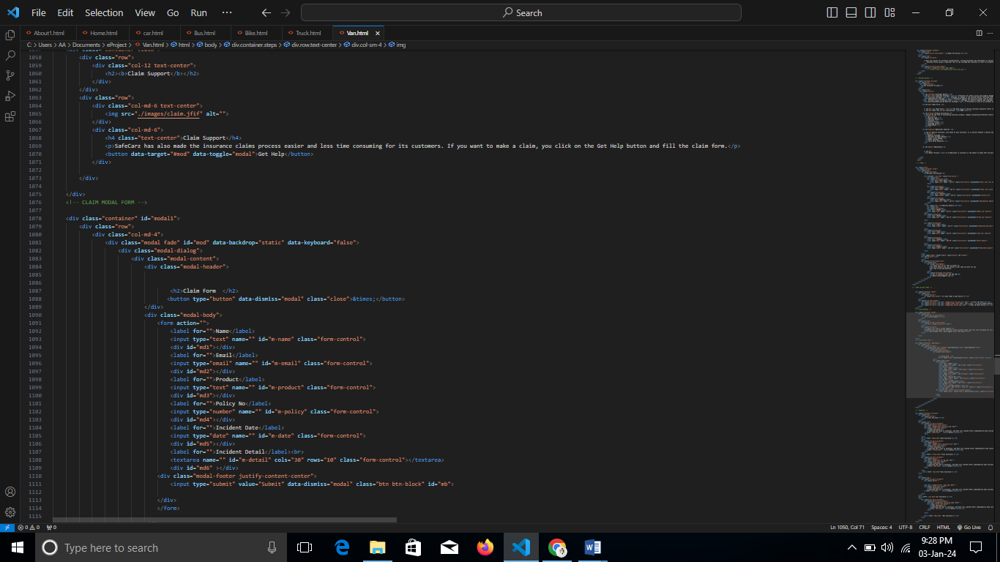 File Edit Selection View Go Run ··· Search
About1.html Home.html car.html Bus.html Bike.html Truck.html Van.html
C: > Users > AA > Documents > eProject > Van.html > html > body > div.container.steps > div.row.text-center > div.col-sm-4 > img
1058 <div class="row">
1059 <div class="col-12 text-center">
1060 <h2><b>Claim Support</b></h2>
1061 </div>
1062 </div>
1063 <div class="row">
1064 <div class="col-md-6 text-center">
1065 <img src="./images/claim.jfif" alt="">
1066 </div>
1067 <div class="col-md-6">
1068 <h4 class="text-center">Claim Support</h4>
1069 <p>SafeCarz has also made the insurance claims process easier and less time consuming for its customers. If you want to make a claim, you click on the Get Help button and fill the claim form.</p>
1070 <button data-target="#mod" data-toggle="modal">Get Help</button>
1071 </div>
1072
1073 </div>
1074
1075 </div>
1076 <!-- CLAIM MODAL FORM -->
1077
1078 <div class="container" id="modal1">
1079 <div class="row">
1080 <div class="col-md-4">
1081 <div class="modal fade" id="mod" data-backdrop="static" data-keyboard="false">
1082 <div class="modal-dialog">
1083 <div class="modal-content">
1084 <div class="modal-header">
1085
1086
1087 <h2>Claim Form </h2>
1088 <button type="button" data-dismiss="modal" class="close">&times;</button>
1089 </div>
1090 <div class="modal-body">
1091 <form action="">
1092 <label for="">Name</label>
1093 <input type="text" name="" id="m-name" class="form-control">
1094 <div id="md1"></div>
1095 <label for="">Email</label>
1096 <input type="email" name="" id="m-email" class="form-control">
1097 <div id="md2"></div>
1098 <label for="">Product</label>
1099 <input type="text" name="" id="m-product" class="form-control">
1100 <div id="md3"></div>
1101 <label for="">Policy No</label>
1102 <input type="number" name="" id="m-policy" class="form-control">
1103 <div id="md4"></div>
1104 <label for="">Incident Date</label>
1105 <input type="date" name="" id="m-date" class="form-control">
1106 <div id="md5"></div>
1107 <label for="">Incident Detail</label><br>
1108 <textarea name="" id="m-detail" cols="30" rows="10" class="form-control"></textarea>
1109 <div id="md6" ></div>
1110 <div class="modal-footer justify-content-center">
1111 <input type="submit" value="Submit" data-dismiss="modal" class="btn btn-block" id="mb">
1112
1113 </div>
1114 </form>
1115
0 0 0 Ln 1050, Col 71 Spaces: 4 UTF-8 CRLF HTML Go Live
Type here to search
9:28 PM
03-Jan-24